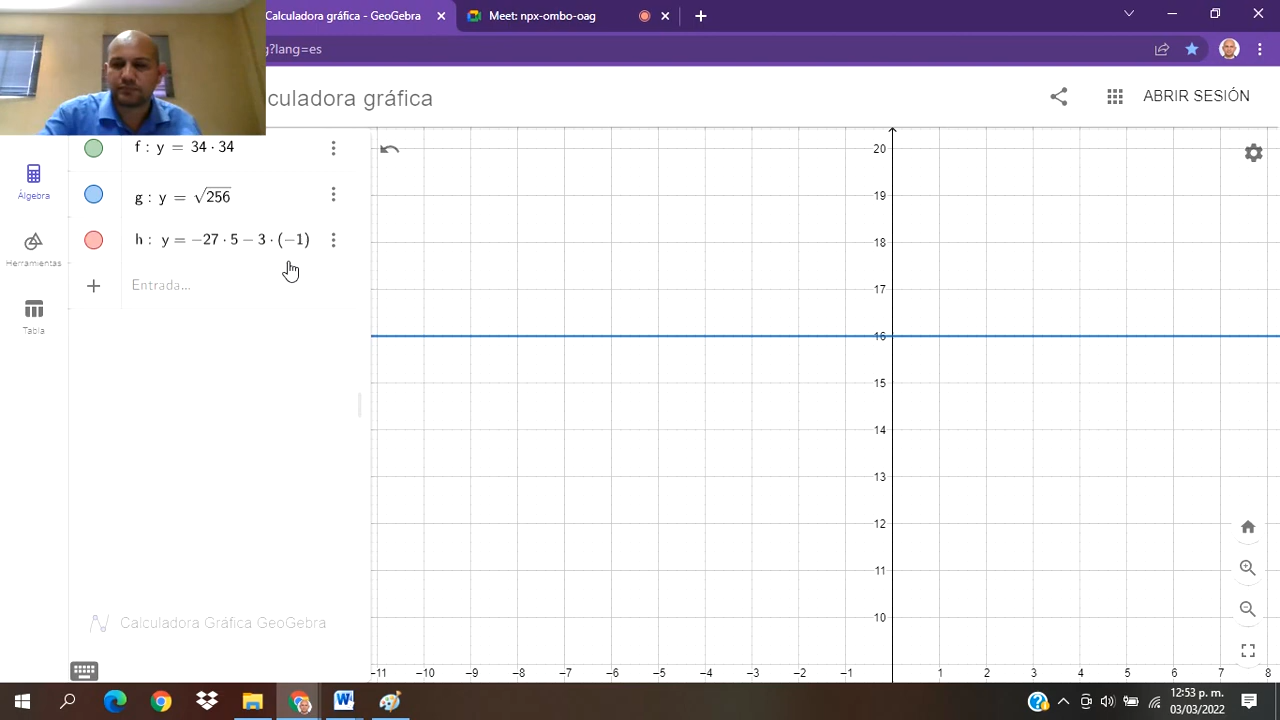 Calculadora gráfica - GeoGebra
Meet: npx-ombo-oag
g?lang=es
culadora gráfica
ABRIR SESIÓN
f : y = 34 · 34
g : y = √256
h : y = −27 · 5 − 3 · (−1)
Entrada...
Álgebra
Herramientas
Tabla
Calculadora Gráfica GeoGebra
20
19
18
17
16
15
14
13
12
11
10
−11 −10 −9 −8 −7 −6 −5 −4 −3 −2 −1 1 2 3 4 5 6 7 8
12:53 p. m.
03/03/2022